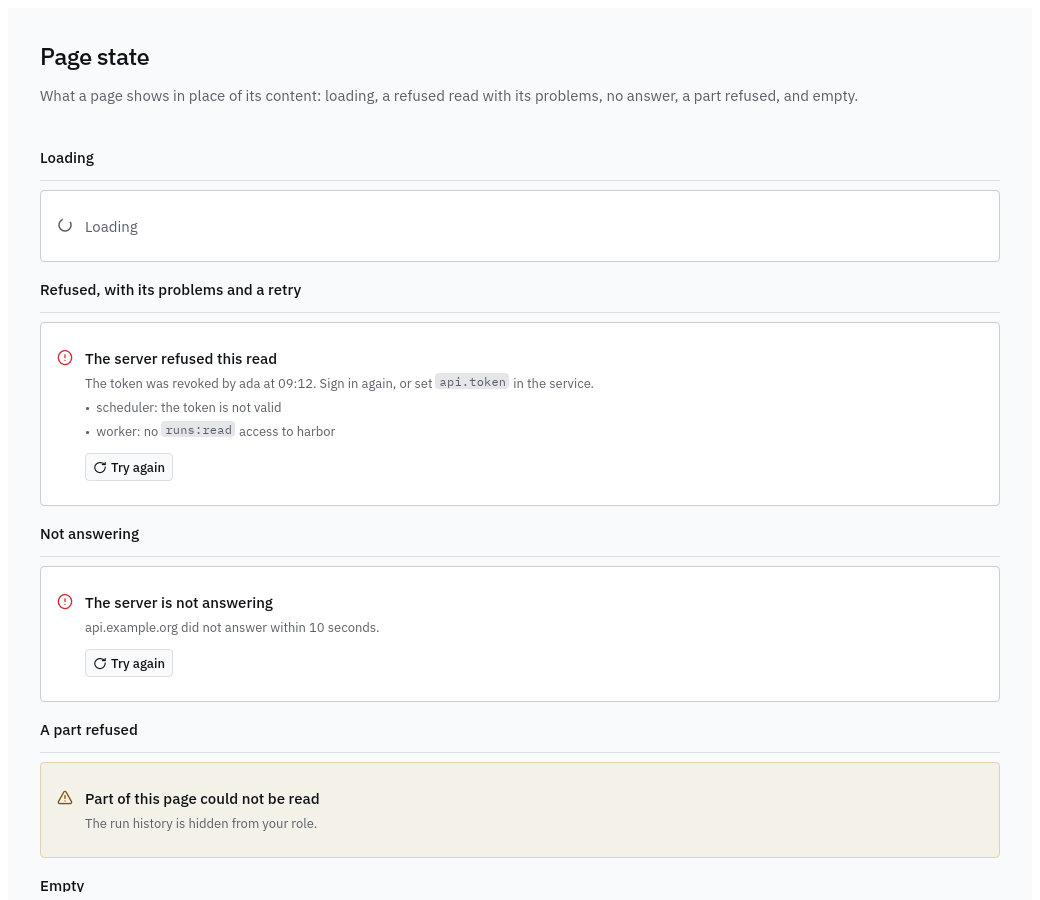 Page state
What a page shows in place of its content: loading, a refused read with its problems, no answer, a part refused, and empty.
Loading
Loading
Refused, with its problems and a retry
The server refused this read
The token was revoked by ada at 09:12. Sign in again, or set api.token in the service.
• scheduler: the token is not valid
• worker: no runs:read access to harbor
Try again
Not answering
The server is not answering
api.example.org did not answer within 10 seconds.
Try again
A part refused
Part of this page could not be read
The run history is hidden from your role.
Empty